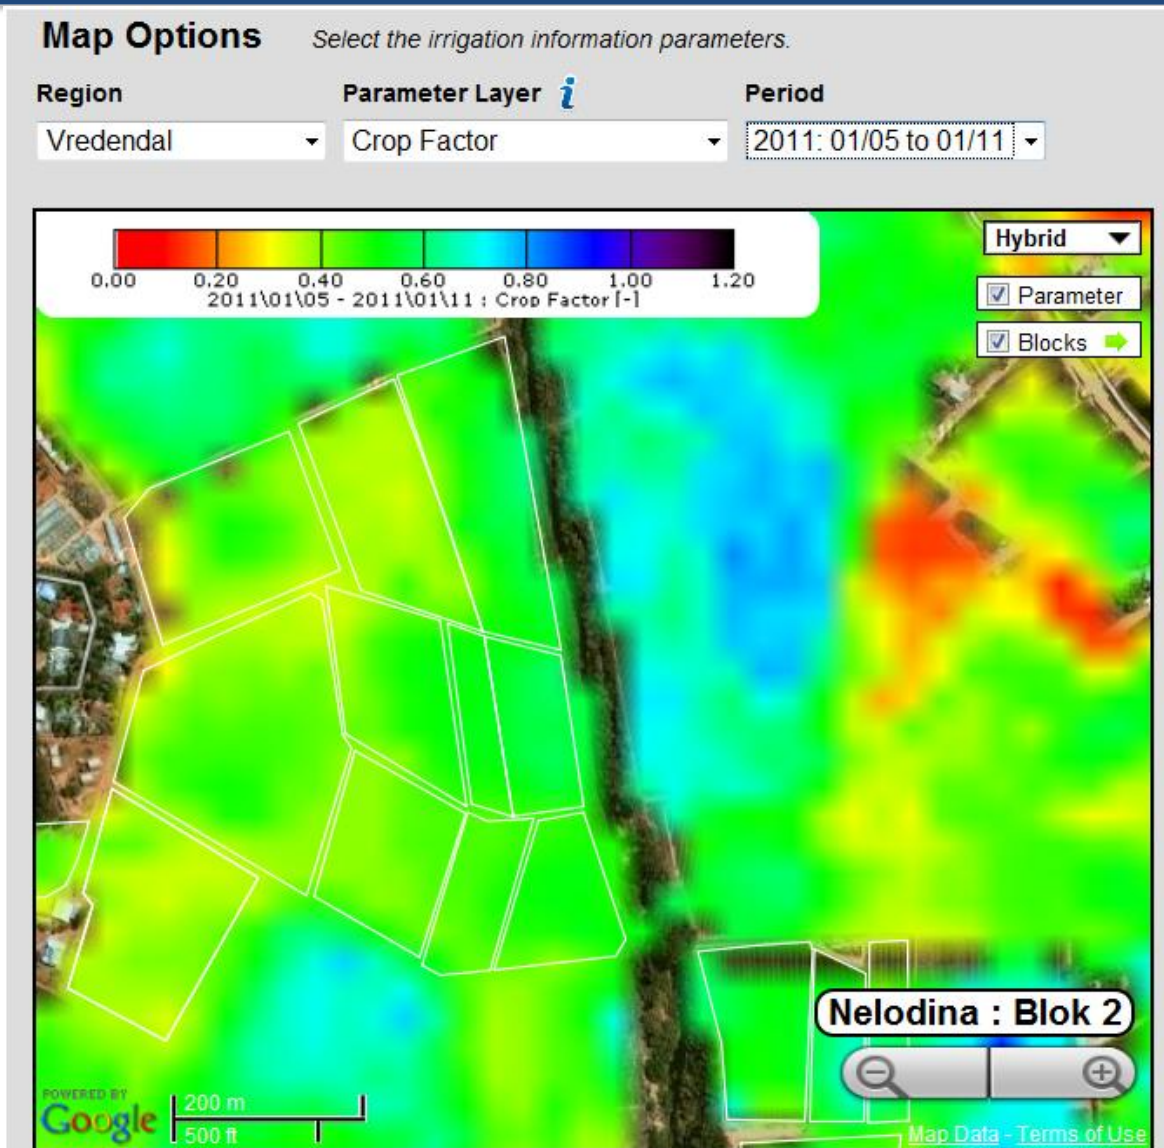 Map Options Select the irrigation information parameters.
Region Parameter Layer i Period
Vredendal Crop Factor 2011: 01/05 to 01/11
Hybrid
0.00 0.20 0.40 0.60 0.80 1.00 1.20
2011\01\05 - 2011\01\11 : Crop Factor [-]
Parameter
Blocks
Nelodina : Blok 2
POWERED BY
Google
200 m
500 ft
Map Data - Terms of Use